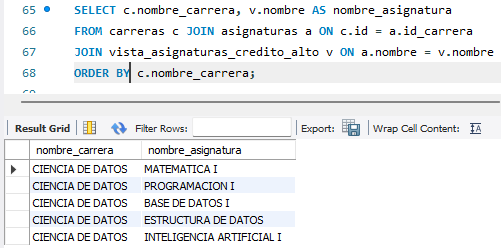 65 SELECT c.nombre_carrera, v.nombre AS nombre_asignatura
66 FROM carreras c JOIN asignaturas a ON c.id = a.id_carrera
67 JOIN vista_asignaturas_credito_alto v ON a.nombre = v.nombre
68 ORDER BY c.nombre_carrera;
Result Grid Filter Rows: Export: Wrap Cell Content: IA
nombre_carrera nombre_asignatura
CIENCIA DE DATOS MATEMATICA I
CIENCIA DE DATOS PROGRAMACION I
CIENCIA DE DATOS BASE DE DATOS I
CIENCIA DE DATOS ESTRUCTURA DE DATOS
CIENCIA DE DATOS INTELIGENCIA ARTIFICIAL I